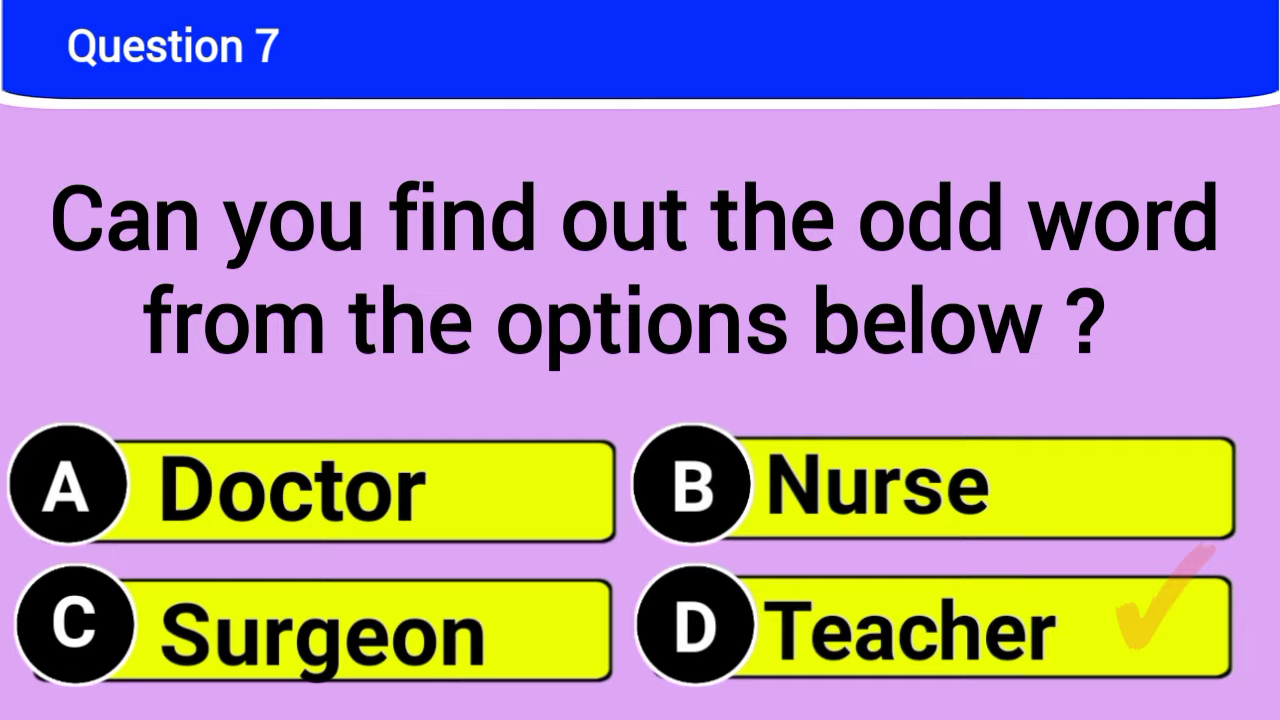 Question 7
Can you find out the odd word
from the options below ?
A Doctor
B Nurse
C Surgeon
D Teacher